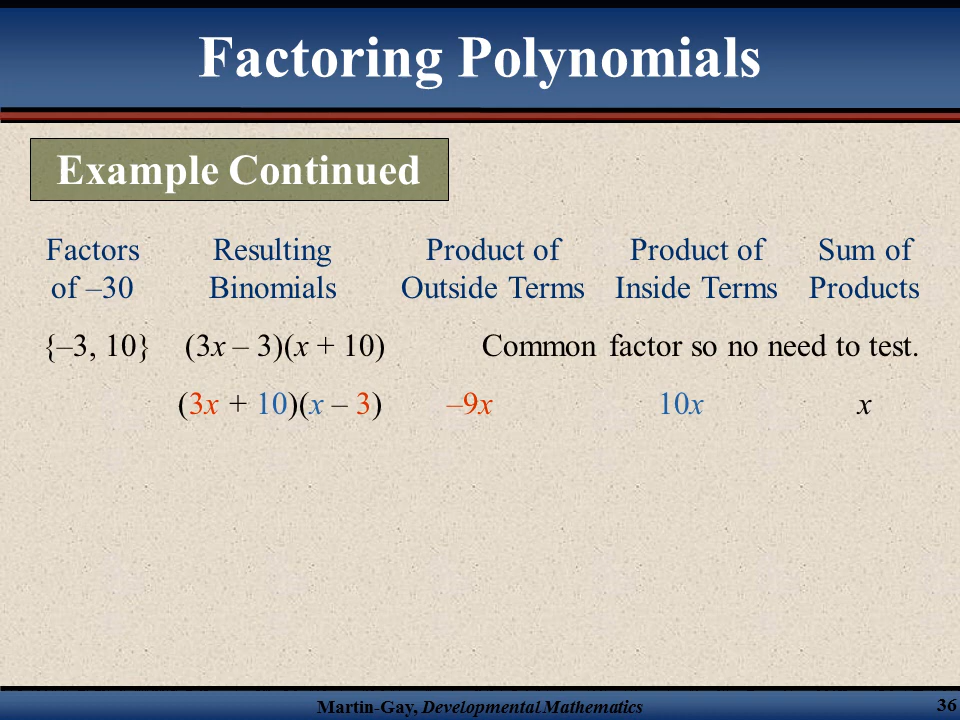 Factoring Polynomials
Example Continued
Factors Resulting Product of Product of Sum of
of –30 Binomials Outside Terms Inside Terms Products
{–3, 10} (3x – 3)(x + 10) Common factor so no need to test.
(3x + 10)(x – 3) –9x 10x x
Martin-Gay, Developmental Mathematics 36